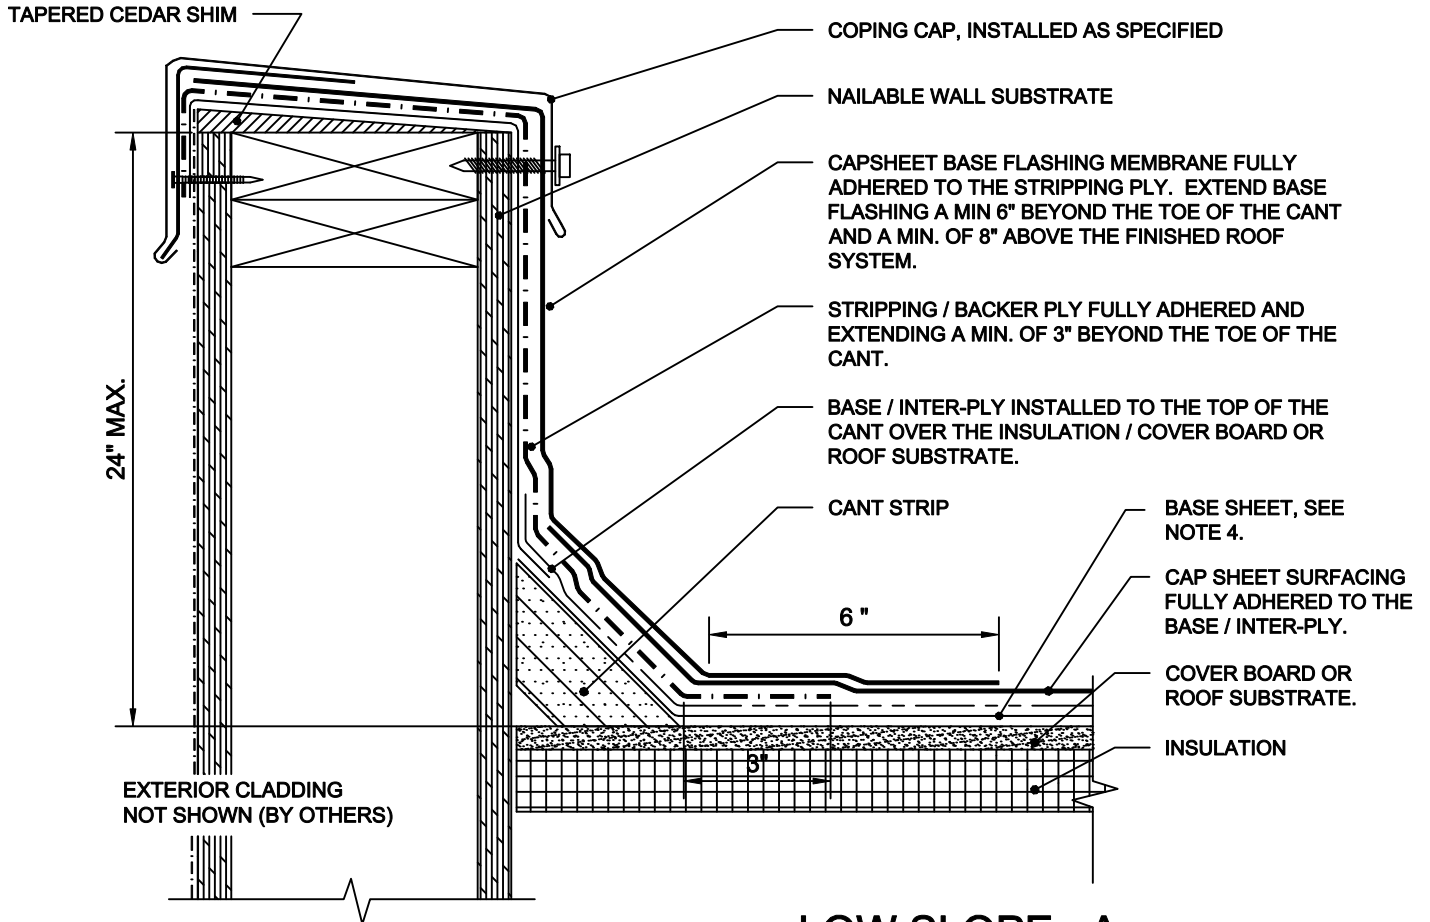 TAPERED CEDAR SHIM
COPING CAP, INSTALLED AS SPECIFIED
NAILABLE WALL SUBSTRATE
CAPSHEET BASE FLASHING MEMBRANE FULLY
ADHERED TO THE STRIPPING PLY. EXTEND BASE
FLASHING A MIN 6" BEYOND THE TOE OF THE CANT
AND A MIN. OF 8" ABOVE THE FINISHED ROOF
SYSTEM.
STRIPPING / BACKER PLY FULLY ADHERED AND
EXTENDING A MIN. OF 3" BEYOND THE TOE OF THE
CANT.
24" MAX.
BASE / INTER-PLY INSTALLED TO THE TOP OF THE
CANT OVER THE INSULATION / COVER BOARD OR
ROOF SUBSTRATE.
CANT STRIP
BASE SHEET, SEE
NOTE 4.
CAP SHEET SURFACING
FULLY ADHERED TO THE
BASE / INTER-PLY.
6 "
COVER BOARD OR
ROOF SUBSTRATE.
INSULATION
3"
EXTERIOR CLADDING
NOT SHOWN (BY OTHERS)
LOW SLOPE - A